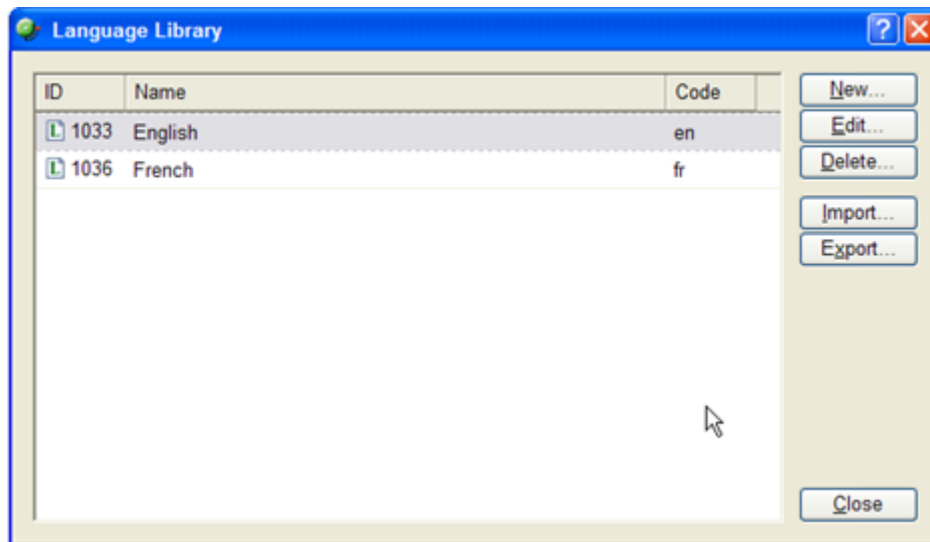 Language Library
ID Name Code
1033 English en
1036 French fr
New...
Edit...
Delete...
Import...
Export...
Close